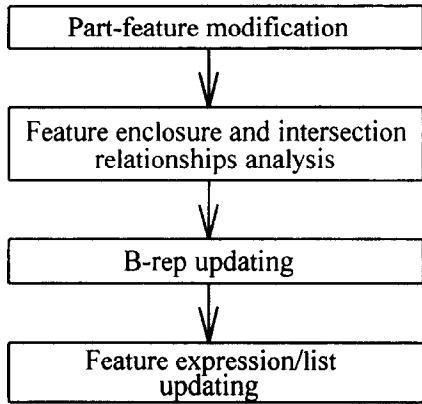 Part-feature modification
Feature enclosure and intersection
relationships analysis
B-rep updating
Feature expression/list
updating